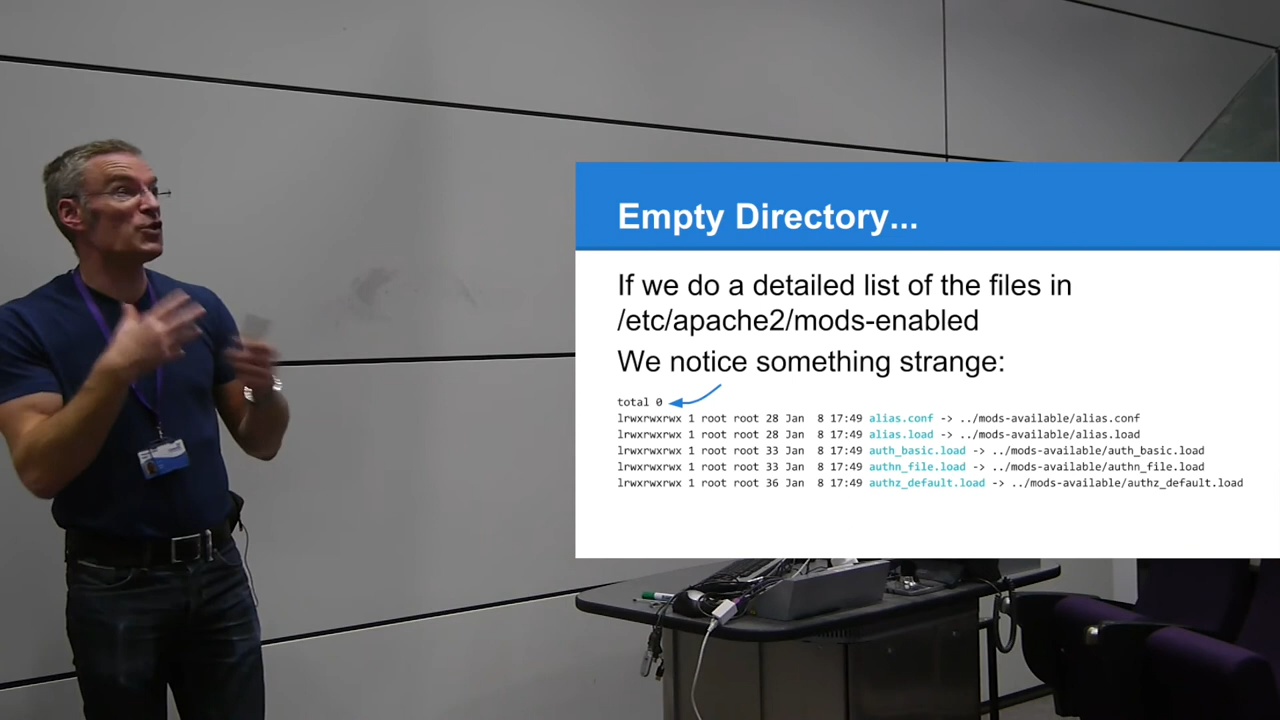 Empty Directory...
If we do a detailed list of the files in
/etc/apache2/mods-enabled
We notice something strange:
total 0
lrwxrwxrwx 1 root root 28 Jan  8 17:49 alias.conf -> ../mods-available/alias.conf
lrwxrwxrwx 1 root root 28 Jan  8 17:49 alias.load -> ../mods-available/alias.load
lrwxrwxrwx 1 root root 33 Jan  8 17:49 auth_basic.load -> ../mods-available/auth_basic.load
lrwxrwxrwx 1 root root 33 Jan  8 17:49 authn_file.load -> ../mods-available/authn_file.load
lrwxrwxrwx 1 root root 36 Jan  8 17:49 authz_default.load -> ../mods-available/authz_default.load